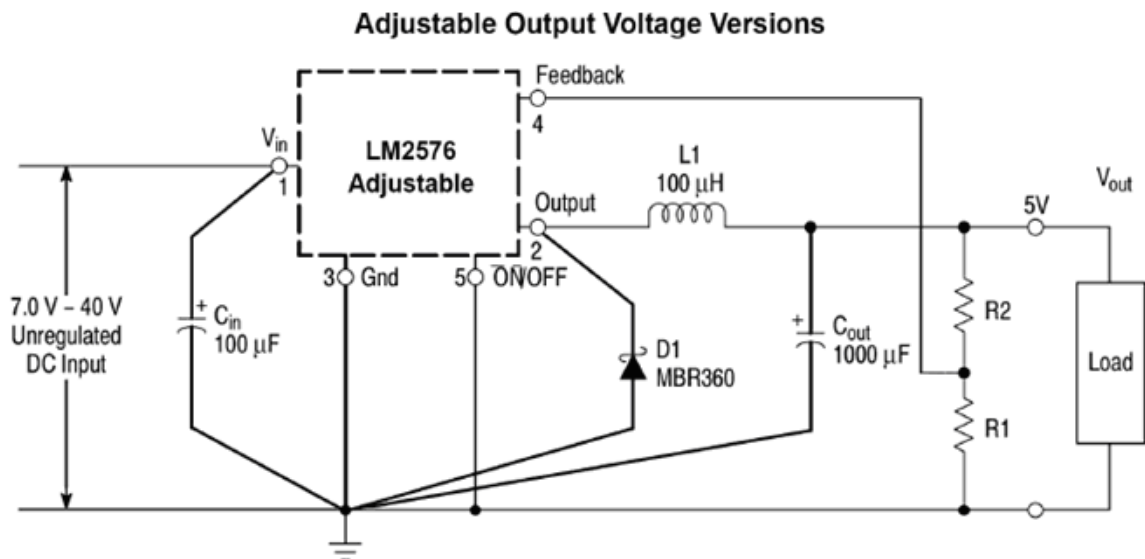 Adjustable Output Voltage Versions
Feedback
4
Vin
1
LM2576
Adjustable
L1
100 μH
Output
2
5V
Vout
3
Gnd
5
ON/OFF
7.0 V – 40 V
Unregulated
DC Input
+
Cin
100 μF
D1
MBR360
+
Cout
1000 μF
R2
R1
Load